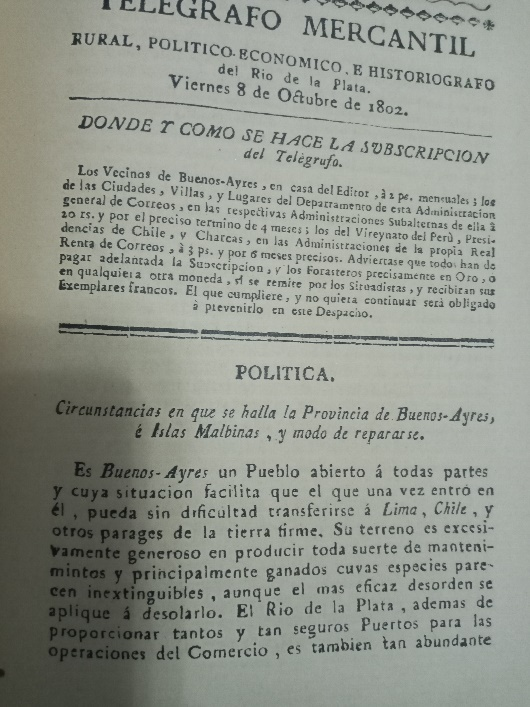 TELEGRAFO MERCANTIL
RURAL, POLITICO-ECONOMICO, E HISTORIOGRAFO
del Rio de la Plata.
Viernes 8 de Octubre de 1802.
DONDE Y COMO SE HACE LA SUBSCRIPCION
del Telégrafo.
Los Vecinos de Buenos-Ayres, en casa del Editor, à 2 ps. mensuales; los
de las Ciudades, Villas, y Lugares del Departamento de esta Administracion
general de Correos, en las respectivas Administraciones Subalternas de ella à
20 rs. y por el preciso termino de 4 meses; los del Vireynato del Perù, Presi-
dencias de Chile, y Charcas, en las Administraciones de la propia Real
Renta de Correos, à 3 ps. y por 6 meses precisos. Adviertase que todos han de
pagar adelantada la Subscripcion, y los Forasteros precisamente en Oro, o
en qualquiera otra moneda, si se remite por los Situadistas, y recibiran sus
Exemplares francos. El que cumpliere, y no quiera continuar serà obligado
à prevenirlo en este Despacho.
POLITICA.
Circunstancias en que se halla la Provincia de Buenos-Ayres,
é Islas Malbinas, y modo de repararse.
Es Buenos-Ayres un Pueblo abierto á todas partes
y cuya situacion facilita que el que una vez entró en
él, pueda sin dificultad transferirse á Lima, Chile, y
otros parages de la tierra firme. Su terreno es excesi-
vamente generoso en producir toda suerte de manteni-
mintos y principalmente ganados cuvas especies pare-
cen inextinguibles, aunque el mas eficaz desorden se
aplique á desolarlo. El Rio de la Plata, ademas de
proporcionar tantos y tan seguros Puertos para las
operaciones del Comercio, es tambien tan abundante